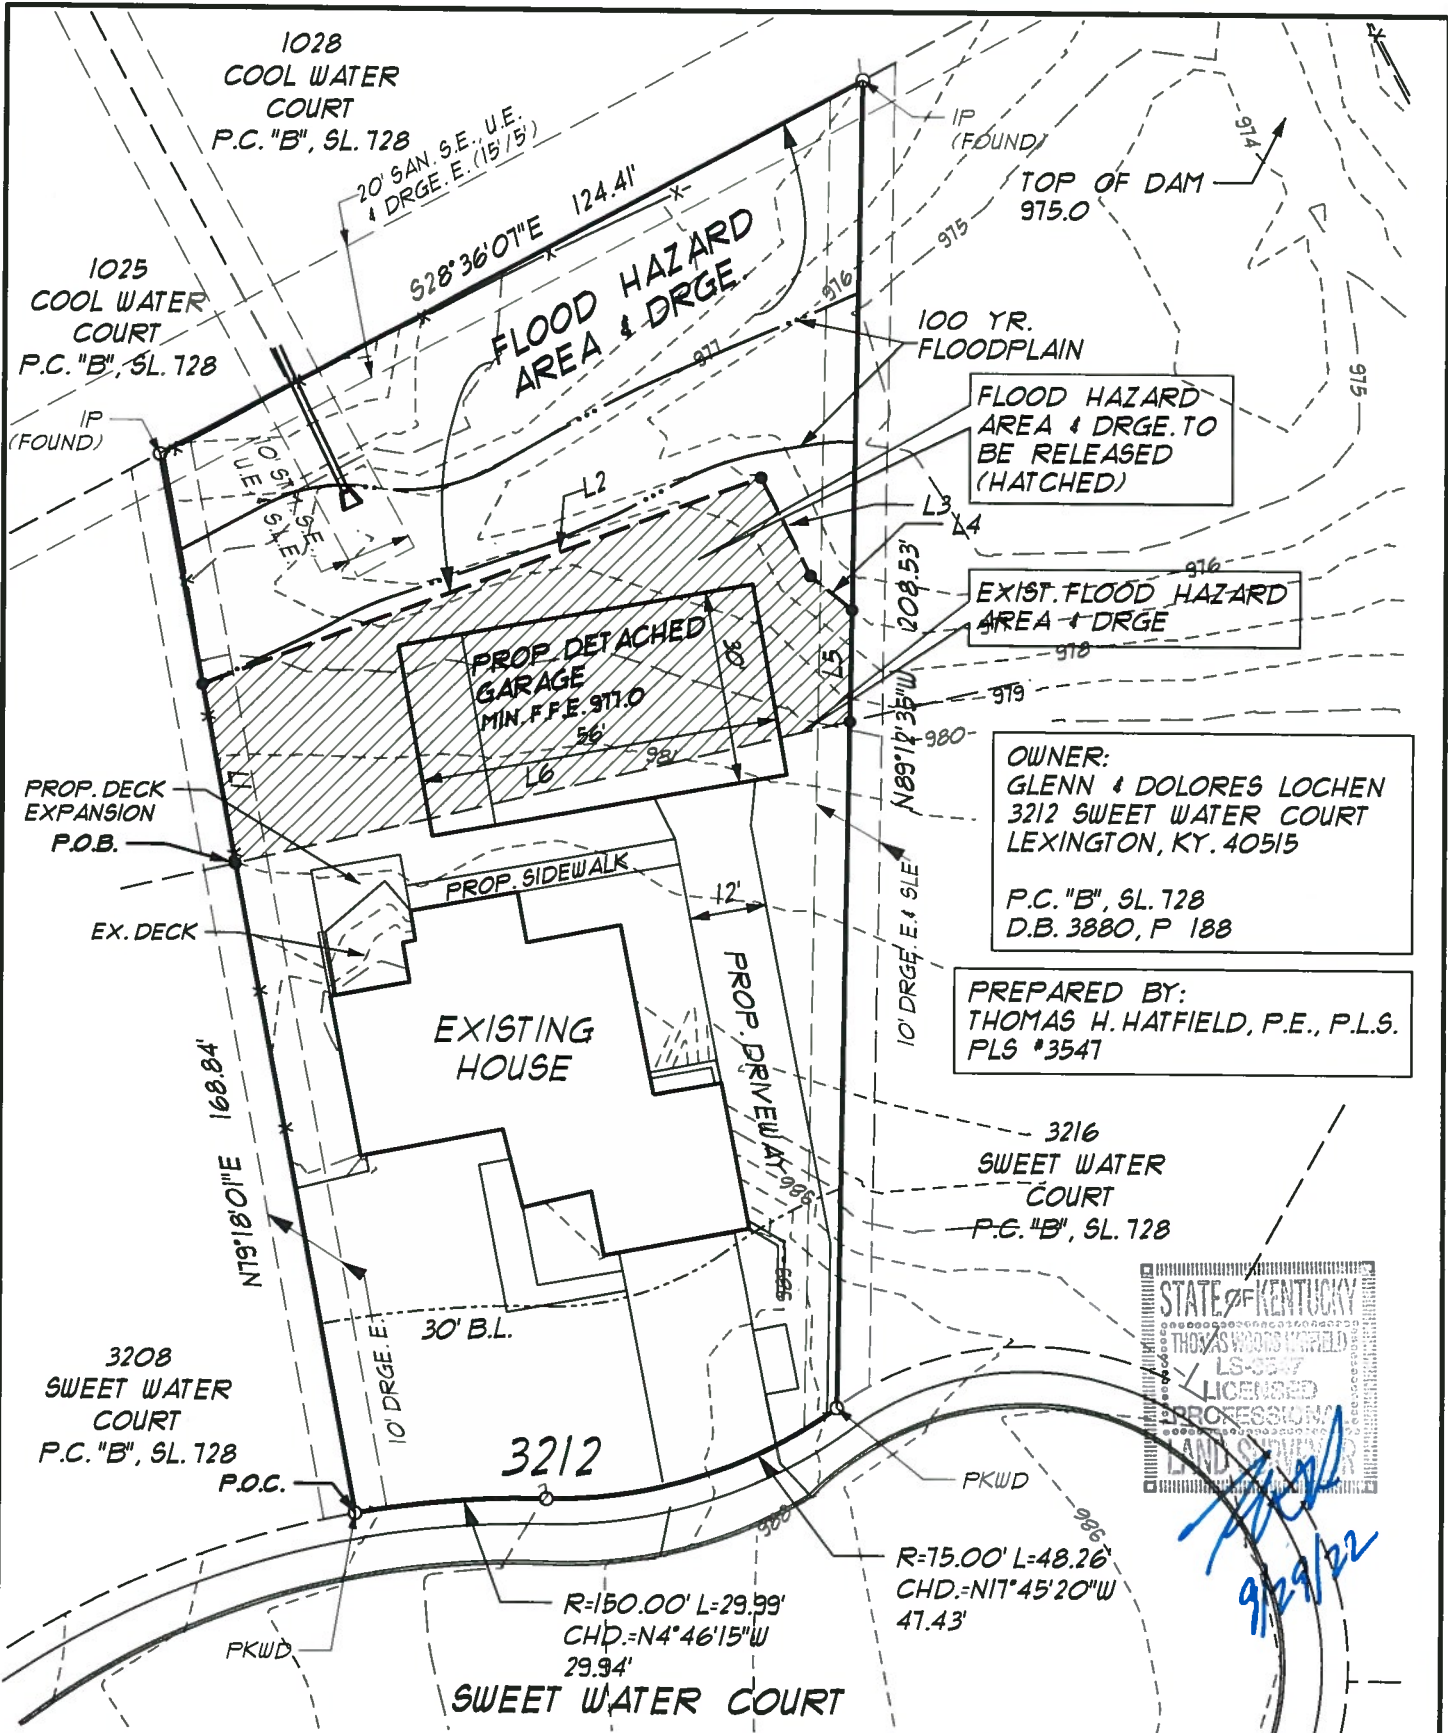 1028
COOL WATER
COURT
P.C. "B", SL. 728
20' SAN. S.E., U.E.
& DRGE. E. (15'/5')
S28°36'07"E 124.41'
IP
(FOUND)
974
TOP OF DAM
975.0
975
976
977
1025
COOL WATER
COURT
P.C. "B", SL. 728
FLOOD HAZARD
AREA & DRGE.
100 YR.
FLOODPLAIN
975
IP
(FOUND)
FLOOD HAZARD
AREA & DRGE. TO
BE RELEASED
(HATCHED)
L2
L3
L4
976
EXIST. FLOOD HAZARD
AREA & DRGE
978
979
980
PROP. DETACHED
GARAGE
MIN. F.F.E. 977.0
56'
30'
L5
L6
981
L1
N89°12'35"W 208.53'
PROP. DECK
EXPANSION
P.O.B.
EX. DECK
PROP. SIDEWALK
12'
OWNER:
GLENN & DOLORES LOCHEN
3212 SWEET WATER COURT
LEXINGTON, KY. 40515
P.C. "B", SL. 728
D.B. 3880, P 188
10' DRGE. E.& SLE
PREPARED BY:
THOMAS H. HATFIELD, P.E., P.L.S.
PLS #3547
EXISTING
HOUSE
PROP. DRIVEWAY
986
N79°18'01"E 168.84'
3216
SWEET WATER
COURT
P.C. "B", SL. 728
30' B.L.
10' DRGE. E.
3208
SWEET WATER
COURT
P.C. "B", SL. 728
P.O.C.
3212
STATE OF KENTUCKY
LICENSED
PROFESSIONAL
LAND SURVEYOR
9/29/22
PKWD
988
986
R=75.00' L=48.26'
CHD.=N17°45'20"W
47.43'
R=150.00' L=29.99'
CHD.=N4°46'15"W
29.94'
PKWD
SWEET WATER COURT